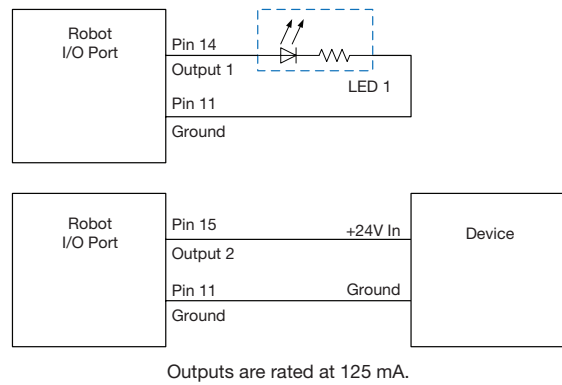 Robot
I/O Port
Pin 14
Output 1
LED 1
Pin 11
Ground
Robot
I/O Port
Pin 15
+24V In
Device
Output 2
Pin 11
Ground
Ground
Outputs are rated at 125 mA.